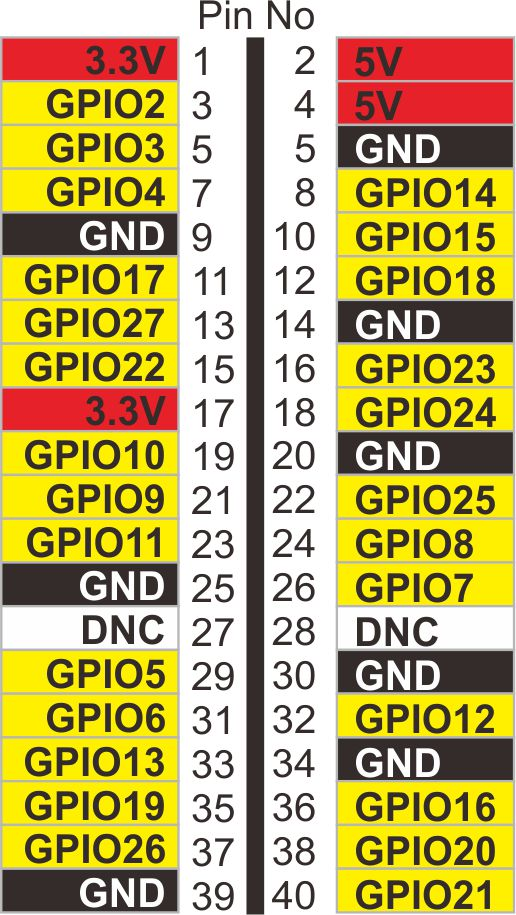 Pin No
3.3V 1 2 5V
GPIO2 3 4 5V
GPIO3 5 5 GND
GPIO4 7 8 GPIO14
GND 9 10 GPIO15
GPIO17 11 12 GPIO18
GPIO27 13 14 GND
GPIO22 15 16 GPIO23
3.3V 17 18 GPIO24
GPIO10 19 20 GND
GPIO9 21 22 GPIO25
GPIO11 23 24 GPIO8
GND 25 26 GPIO7
DNC 27 28 DNC
GPIO5 29 30 GND
GPIO6 31 32 GPIO12
GPIO13 33 34 GND
GPIO19 35 36 GPIO16
GPIO26 37 38 GPIO20
GND 39 40 GPIO21